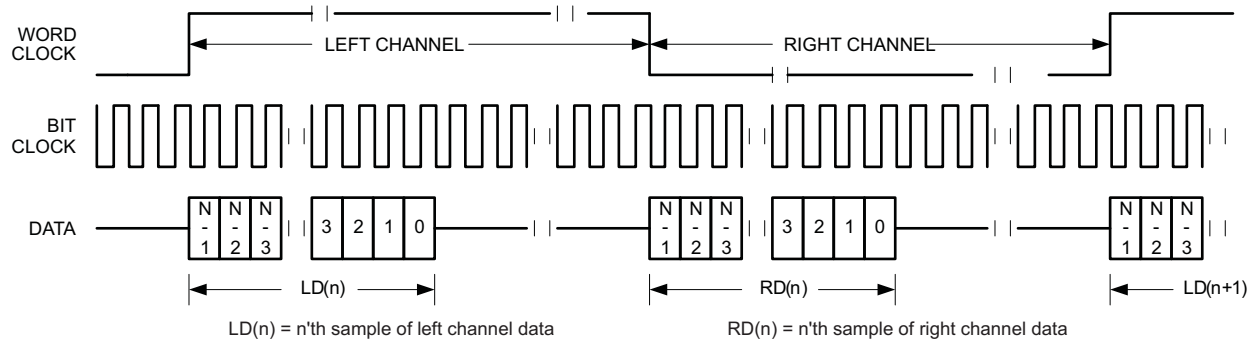 WORD
CLOCK
LEFT CHANNEL
RIGHT CHANNEL
BIT
CLOCK
DATA
N-1 N-2 N-3 3 2 1 0 N-1 N-2 N-3 3 2 1 0 N-1 N-2 N-3
LD(n)
RD(n)
LD(n+1)
LD(n) = n'th sample of left channel data
RD(n) = n'th sample of right channel data